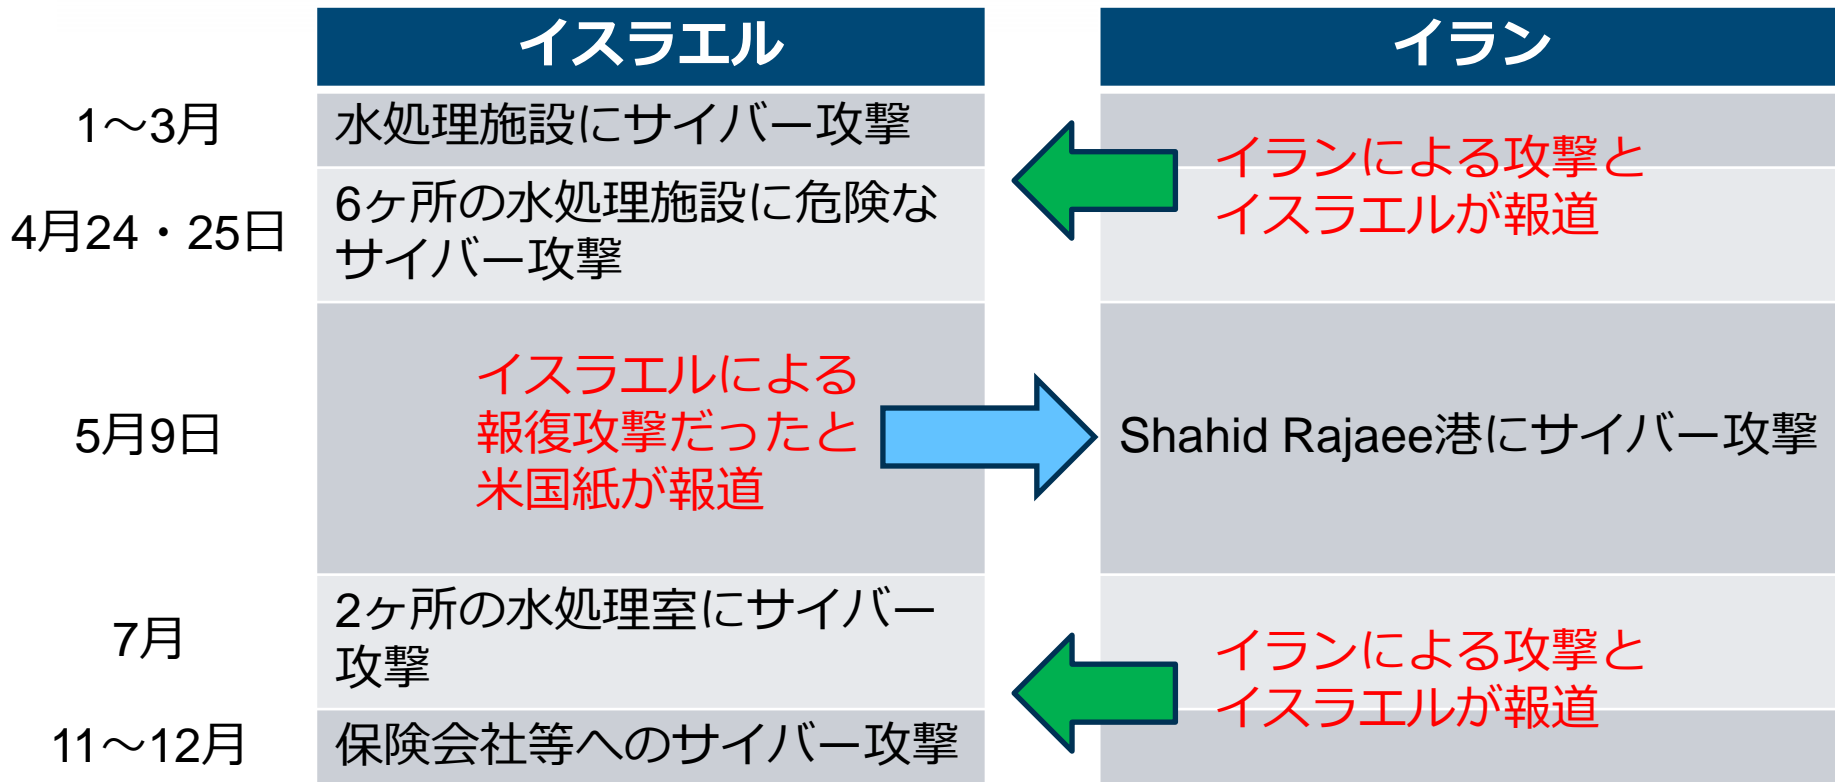 イスラエル
イラン
1～3月
水処理施設にサイバー攻撃
イランによる攻撃と
イスラエルが報道
4月24・25日
6ヶ所の水処理施設に危険な
サイバー攻撃
5月9日
イスラエルによる
報復攻撃だったと
米国紙が報道
Shahid Rajaee港にサイバー攻撃
7月
2ヶ所の水処理室にサイバー
攻撃
イランによる攻撃と
イスラエルが報道
11～12月
保険会社等へのサイバー攻撃